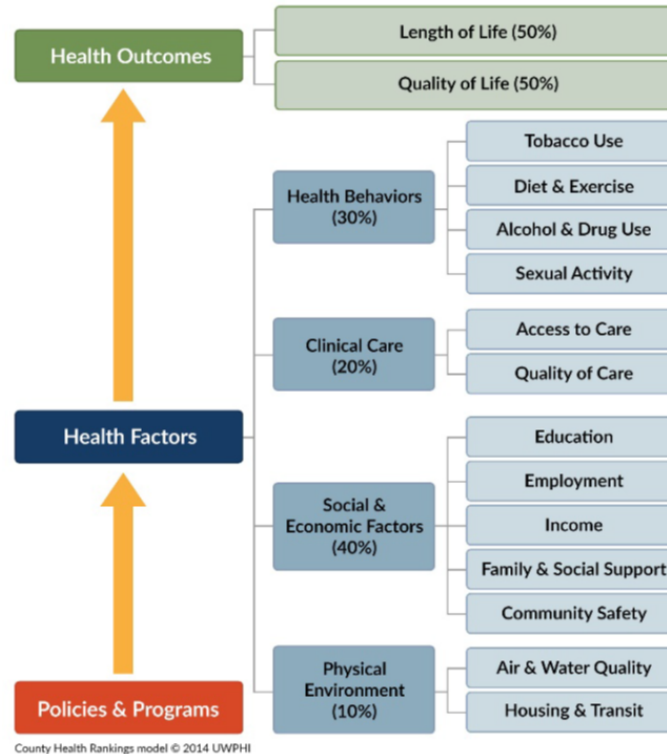 Health Outcomes
Length of Life (50%)
Quality of Life (50%)
Health Behaviors
(30%)
Tobacco Use
Diet & Exercise
Alcohol & Drug Use
Sexual Activity
Clinical Care
(20%)
Access to Care
Quality of Care
Health Factors
Social &
Economic Factors
(40%)
Education
Employment
Income
Family & Social Support
Community Safety
Physical
Environment
(10%)
Air & Water Quality
Housing & Transit
Policies & Programs
County Health Rankings model © 2014 UWPHI